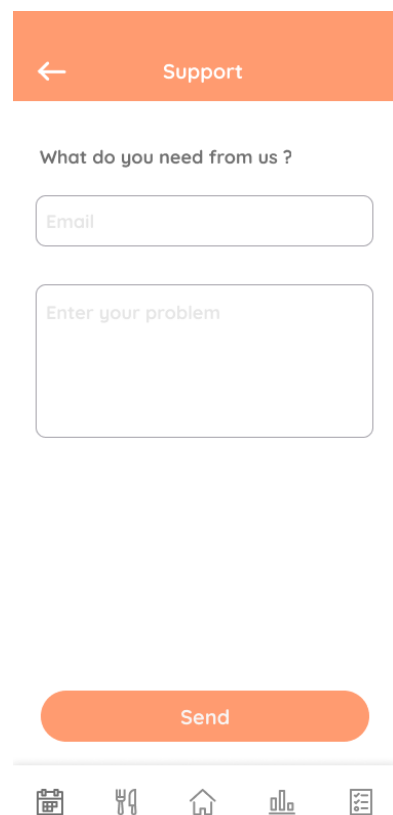 Support
What do you need from us ?
Email
Enter your problem
Send